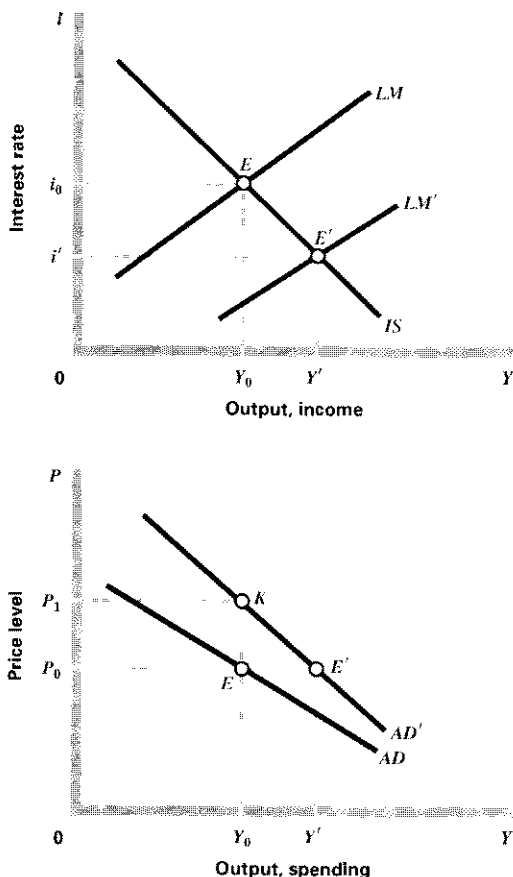 I
LM
Interest rate
i₀
E
LM′
i′
E′
IS
0
Y₀
Y′
Y
Output, income
P
P₁
K
Price level
P₀
E
E′
AD′
AD
0
Y₀
Y′
Y
Output, spending